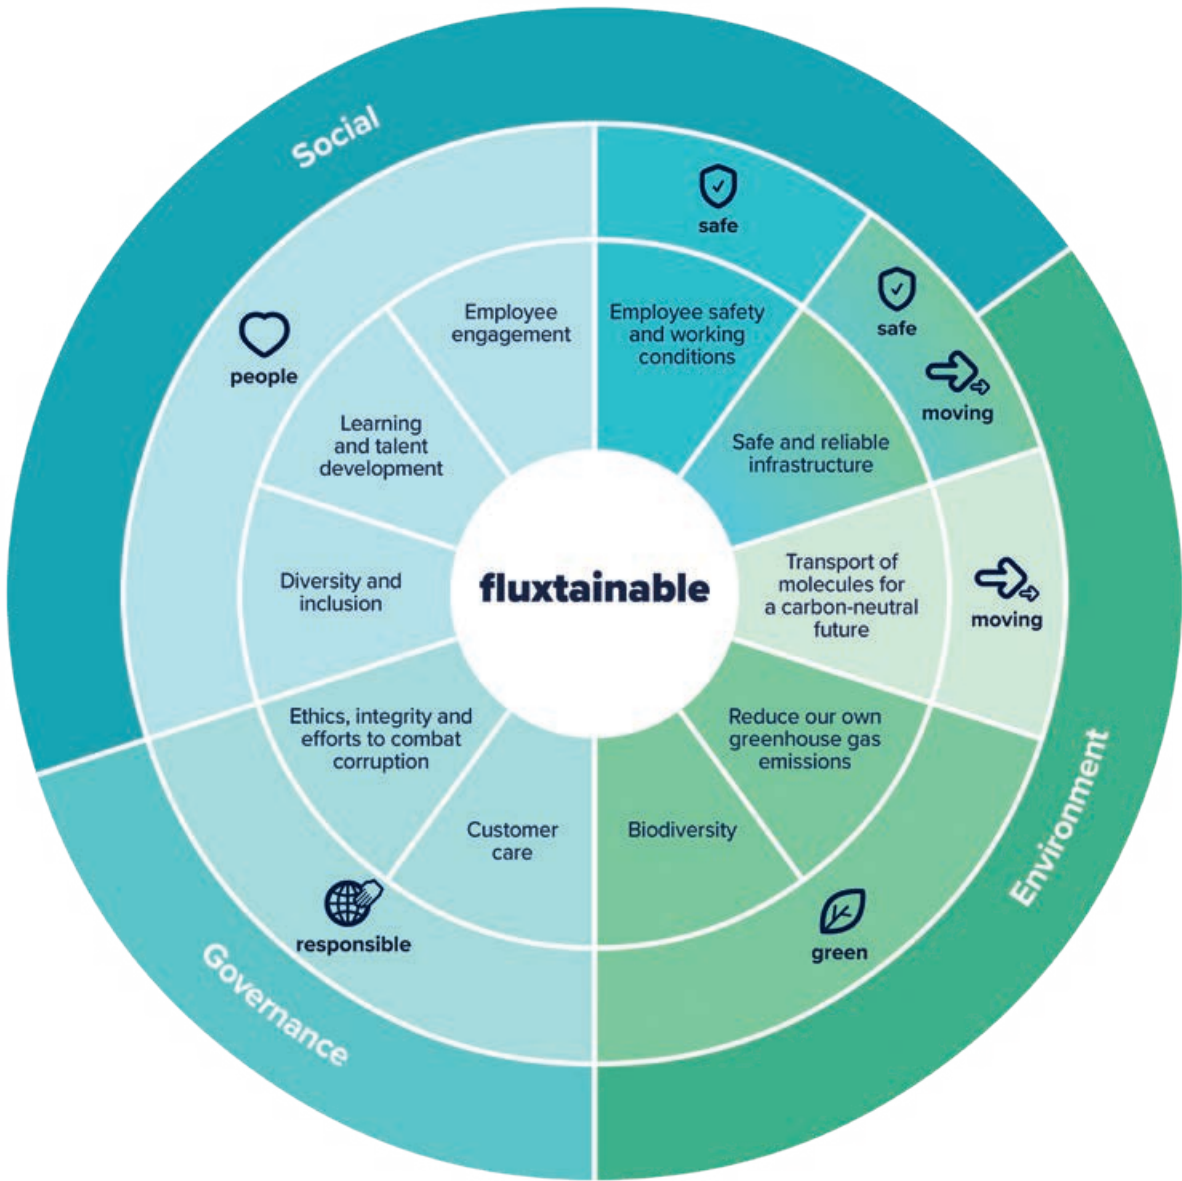 Social
safe
safe
moving
people
Employee
engagement
Employee safety
and working
conditions
Learning
and talent
development
Safe and reliable
infrastructure
Diversity and
inclusion
fluxtainable
Transport of
molecules for
a carbon-neutral
future
moving
Ethics, integrity and
efforts to combat
corruption
Reduce our own
greenhouse gas
emissions
Customer
care
Biodiversity
responsible
green
Governance
Environment